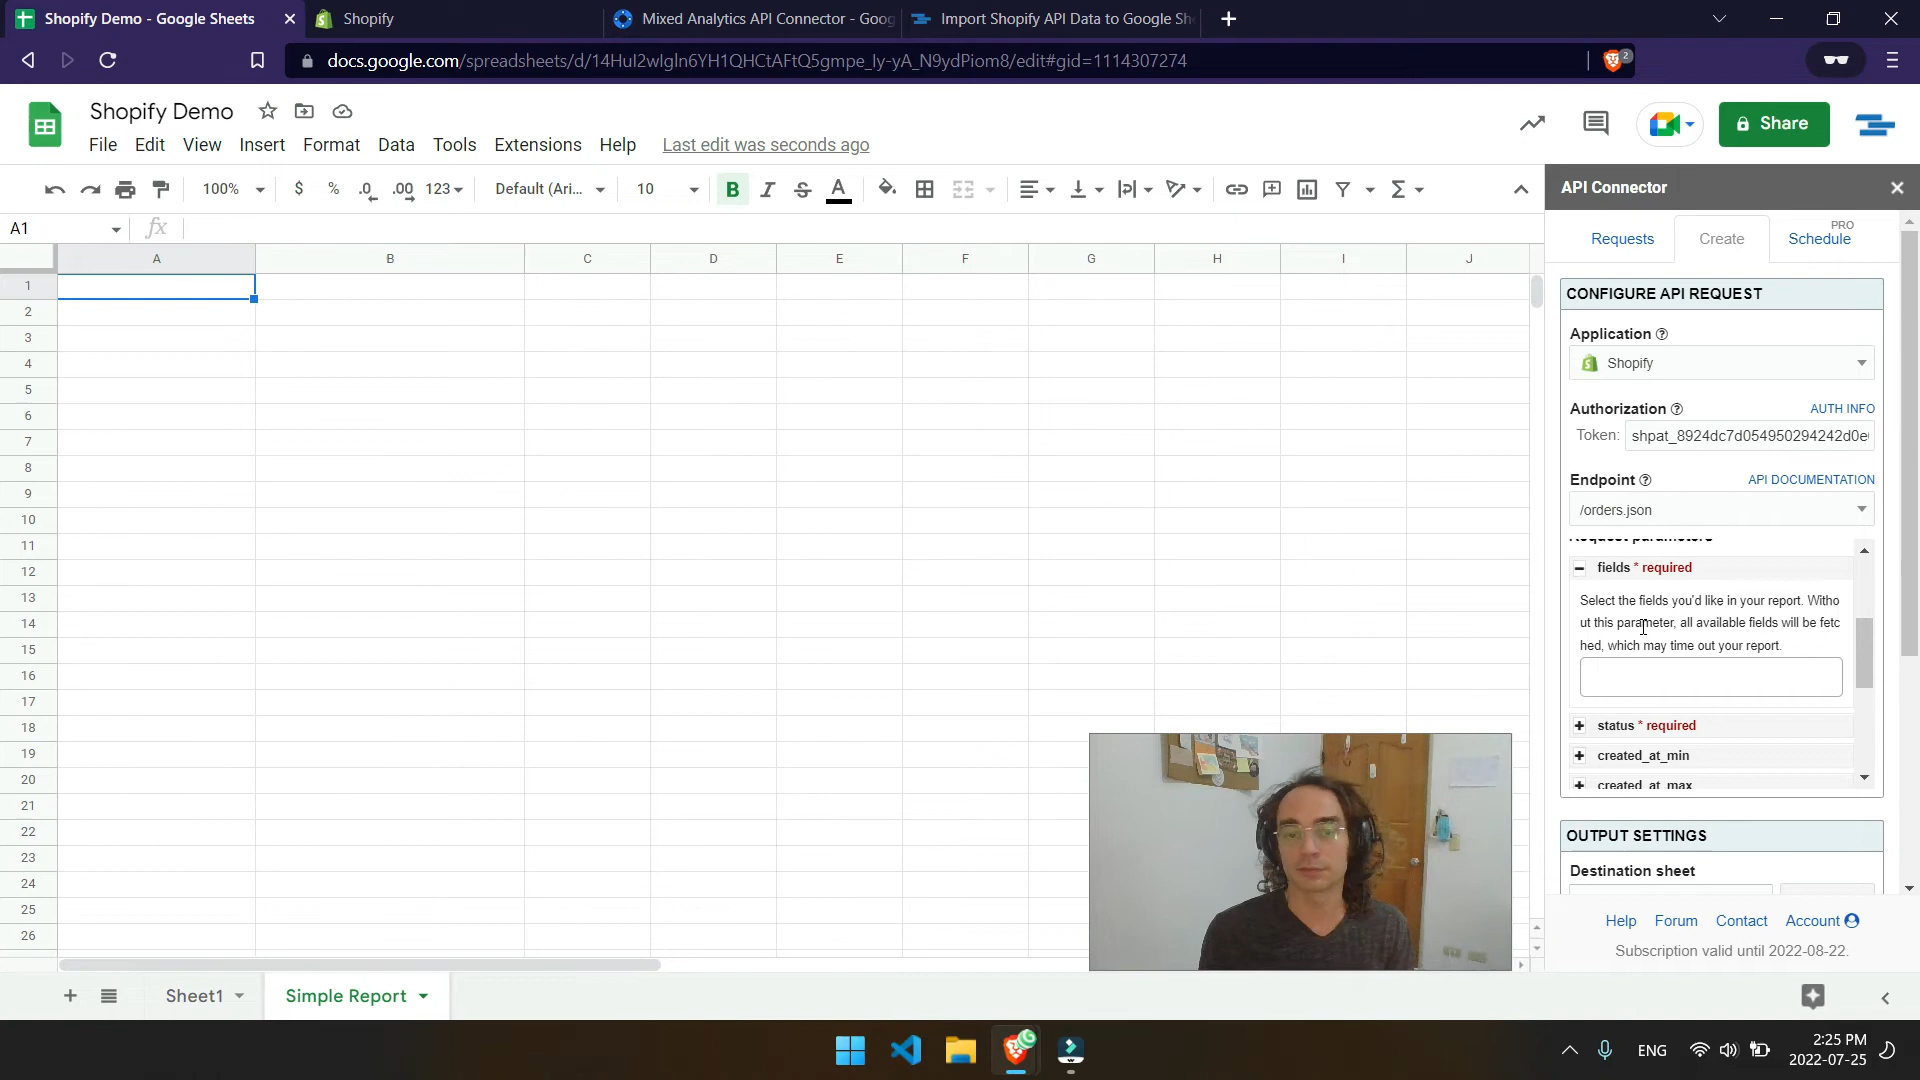 Shopify Demo - Google Sheets
Shopify
Mixed Analytics API Connector - Goog
Import Shopify API Data to Google Sh
docs.google.com/spreadsheets/d/14HuI2wlgln6YH1QHCtAFtQ5gmpe_Iy-yA_N9ydPiom8/edit#gid=1114307274
2
Shopify Demo
File Edit View Insert Format Data Tools Extensions Help Last edit was seconds ago
Share
100% $ % .0 .00 123 Default (Ari... 10 B I S A
A1 fx
A B C D E F G H I J
1
2
3
4
5
6
7
8
9
10
11
12
13
14
15
16
17
18
19
20
21
22
23
24
25
26
API Connector
Requests Create Schedule PRO
CONFIGURE API REQUEST
Application
Shopify
Authorization AUTH INFO
Token: shpat_8924dc7d054950294242d0e
Endpoint API DOCUMENTATION
/orders.json
Request parameters
fields * required
Select the fields you'd like in your report. Witho
ut this parameter, all available fields will be fetc
hed, which may time out your report.
status * required
created_at_min
created_at_max
OUTPUT SETTINGS
Destination sheet
Help Forum Contact Account
Subscription valid until 2022-08-22.
Sheet1 Simple Report
ENG
2:25 PM
2022-07-25